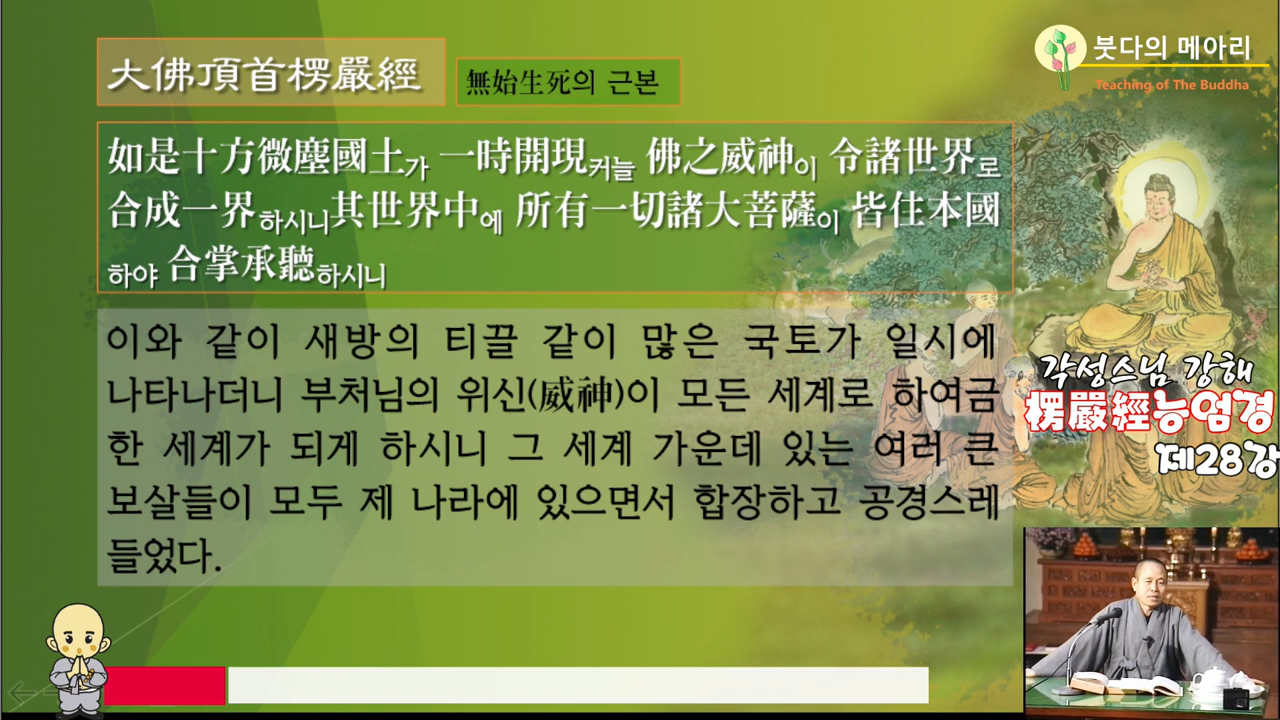 大佛頂首楞嚴經
無始生死의 근본
붓다의 메아리
Teaching of The Buddha
如是十方微塵國土가 一時開現커늘 佛之威神이 令諸世界로
合成一界하시니其世界中에 所有一切諸大菩薩이 皆住本國
하야 合掌承聽하시니
이와 같이 새방의 티끌 같이 많은 국토가 일시에
나타나더니 부처님의 위신(威神)이 모든 세계로 하여금
한 세계가 되게 하시니 그 세계 가운데 있는 여러 큰
보살들이 모두 제 나라에 있으면서 합장하고 공경스레
들었다.
각성스님 강해
楞嚴經능엄경
제28강